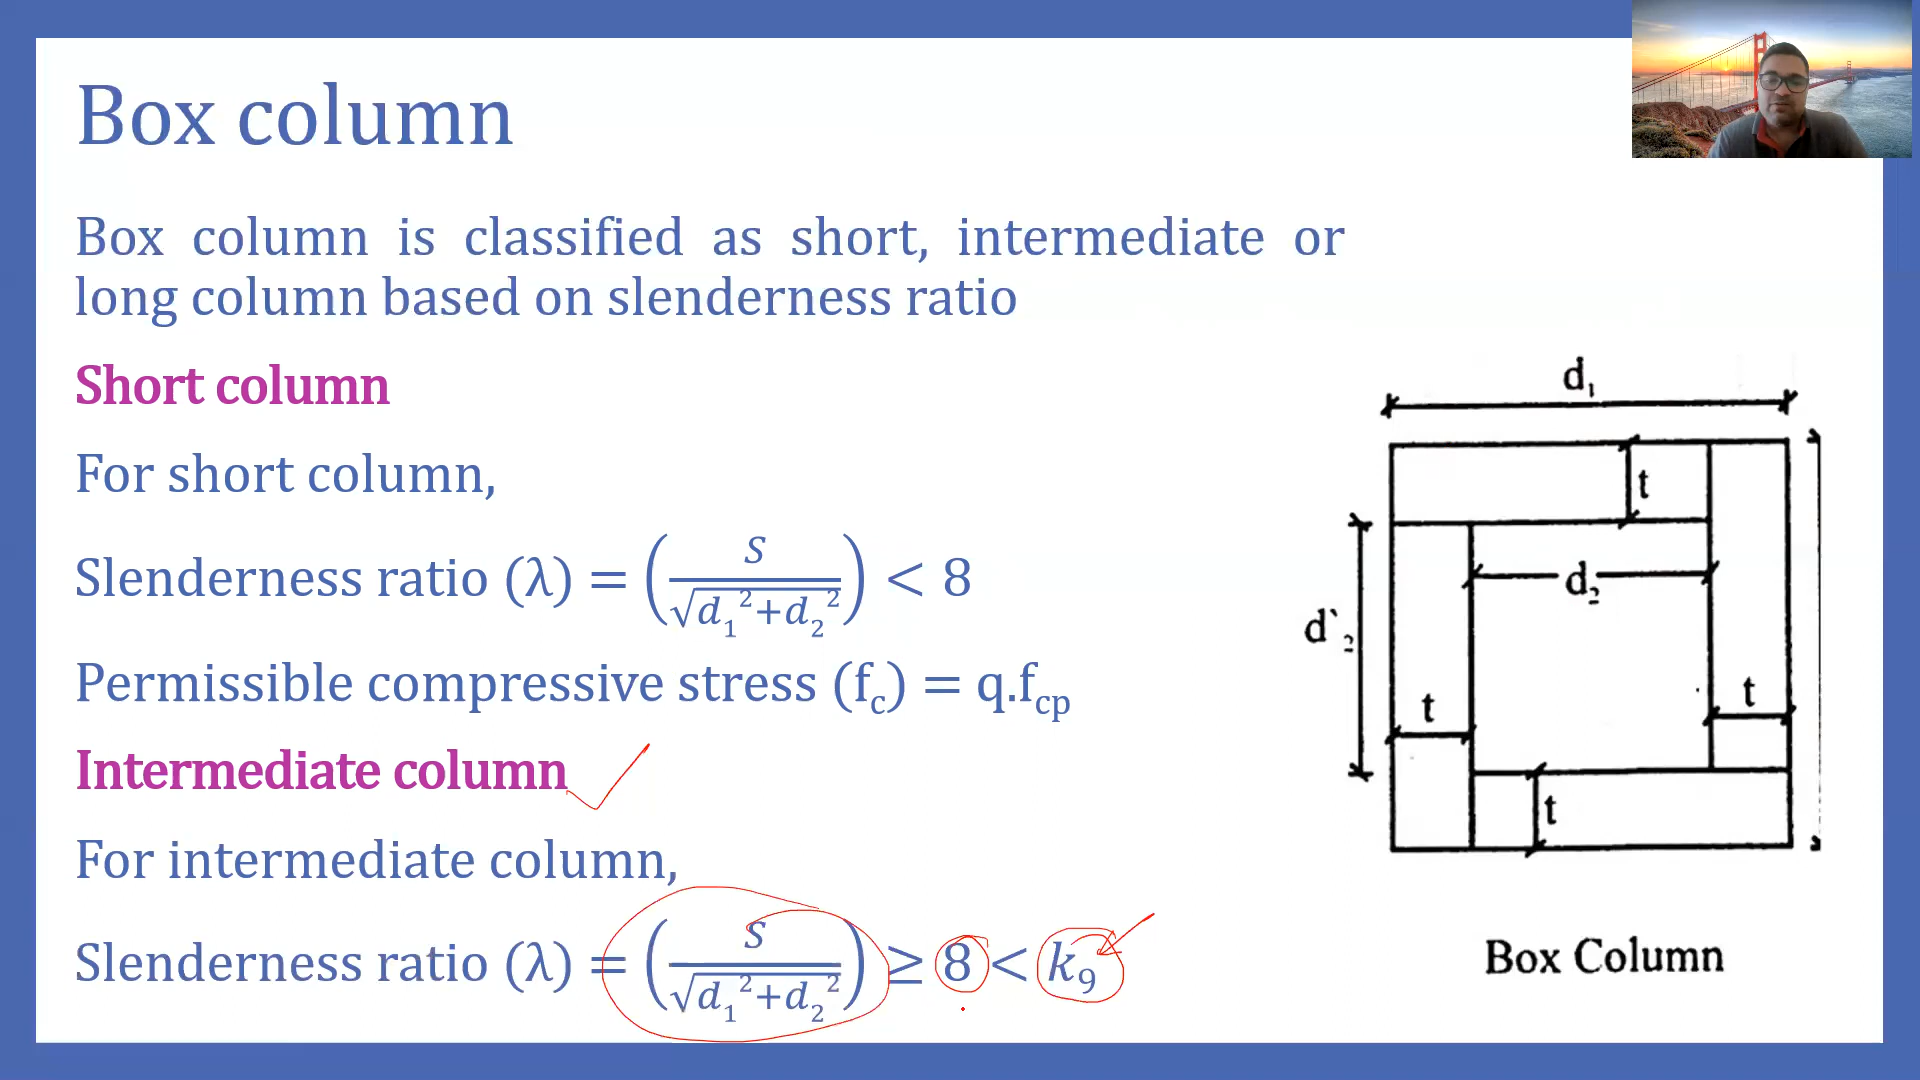 Box column
Box column is classified as short, intermediate or
long column based on slenderness ratio
Short column
For short column,
Slenderness ratio (λ) = (S / √(d₁² + d₂²)) < 8
Permissible compressive stress (f_c) = q.f_cp
Intermediate column
For intermediate column,
Slenderness ratio (λ) = (S / √(d₁² + d₂²)) ≥ 8 < k₉
d₁
t
d₂
d`₂
t
t
t
Box Column